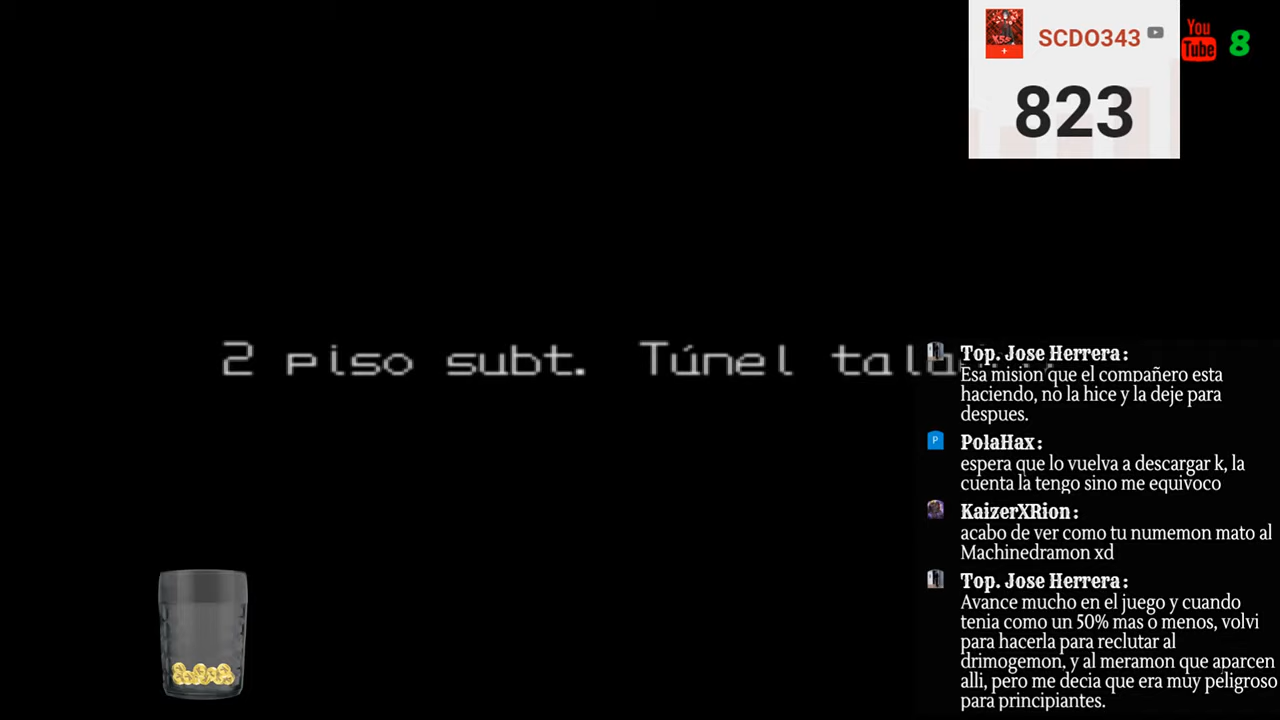 SCDO343
You
Tube
8
823
2 piso subt. Túnel
Top. Jose Herrera:
Esa mision que el compañero esta
haciendo, no la hice y la deje para
despues.
P
PolaHax:
espera que lo vuelva a descargar k, la
cuenta la tengo sino me equivoco
KaizerXRion:
acabo de ver como tu numemon mato al
Machinedramon xd
Top. Jose Herrera:
Avance mucho en el juego y cuando
tenia como un 50% mas o menos, volvi
para hacerla para reclutar al
drimogemon, y al meramon que aparcen
alli, pero me decia que era muy peligroso
para principiantes.